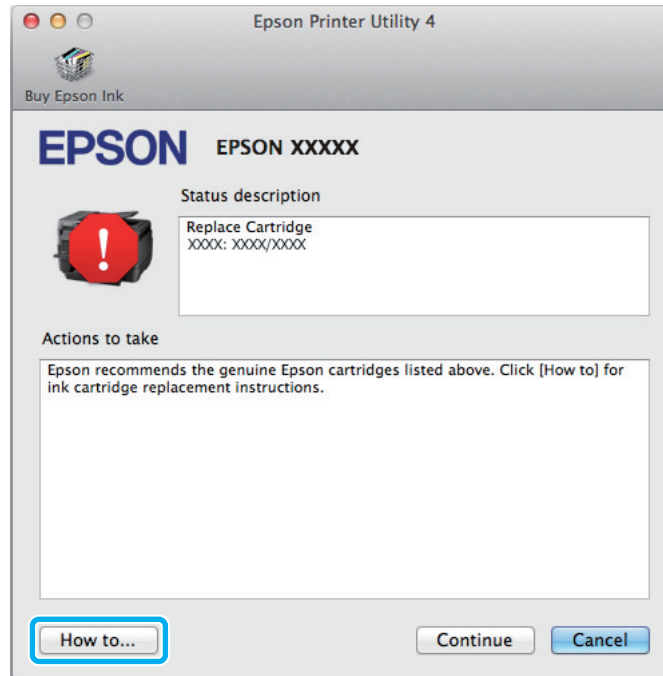 Epson Printer Utility 4
Buy Epson Ink
EPSON EPSON XXXXX
Status description
Replace Cartridge
XXXX: XXXX/XXXX
Actions to take
Epson recommends the genuine Epson cartridges listed above. Click [How to] for
ink cartridge replacement instructions.
How to... Continue Cancel